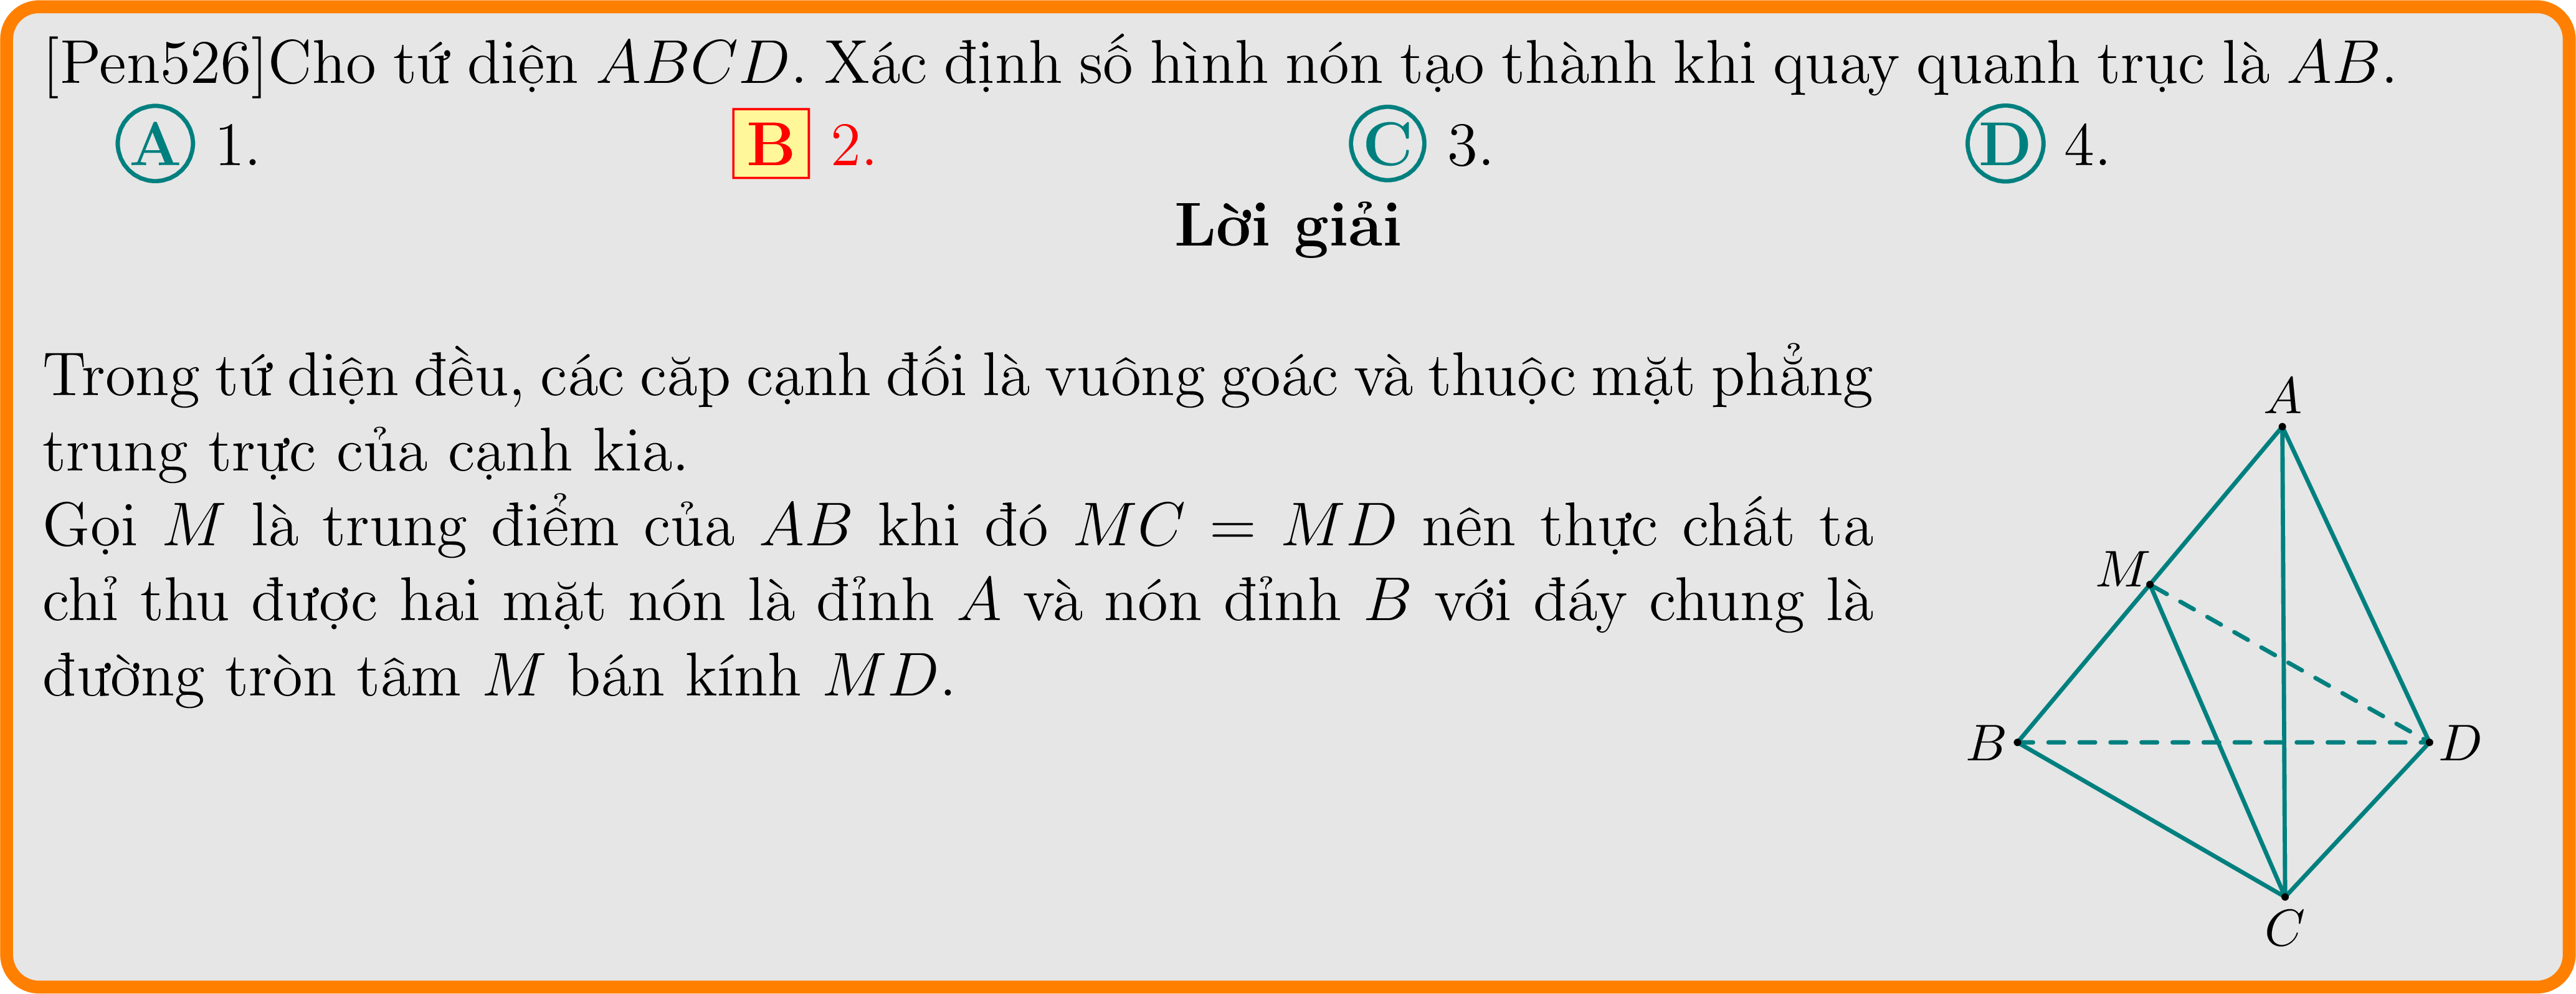 [Pen526]Cho tứ diện ABCD. Xác định số hình nón tạo thành khi quay quanh trục là AB.
A 1. B 2. C 3. D 4.
Lời giải
Trong tứ diện đều, các cặp cạnh đối là vuông goác và thuộc mặt phẳng
trung trực của cạnh kia.
Gọi M là trung điểm của AB khi đó MC = MD nên thực chất ta
chỉ thu được hai mặt nón là đỉnh A và nón đỉnh B với đáy chung là
đường tròn tâm M bán kính MD.
A
M
B
D
C